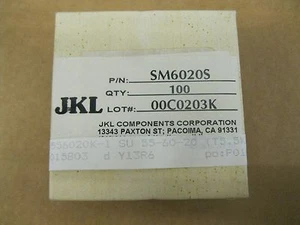 P/N: SM6020S
QTY: 100
JKL LOT#: 00C0203K
JKL COMPONENTS CORPORATION
13343 PAXTON ST; PACOIMA, CA 91331